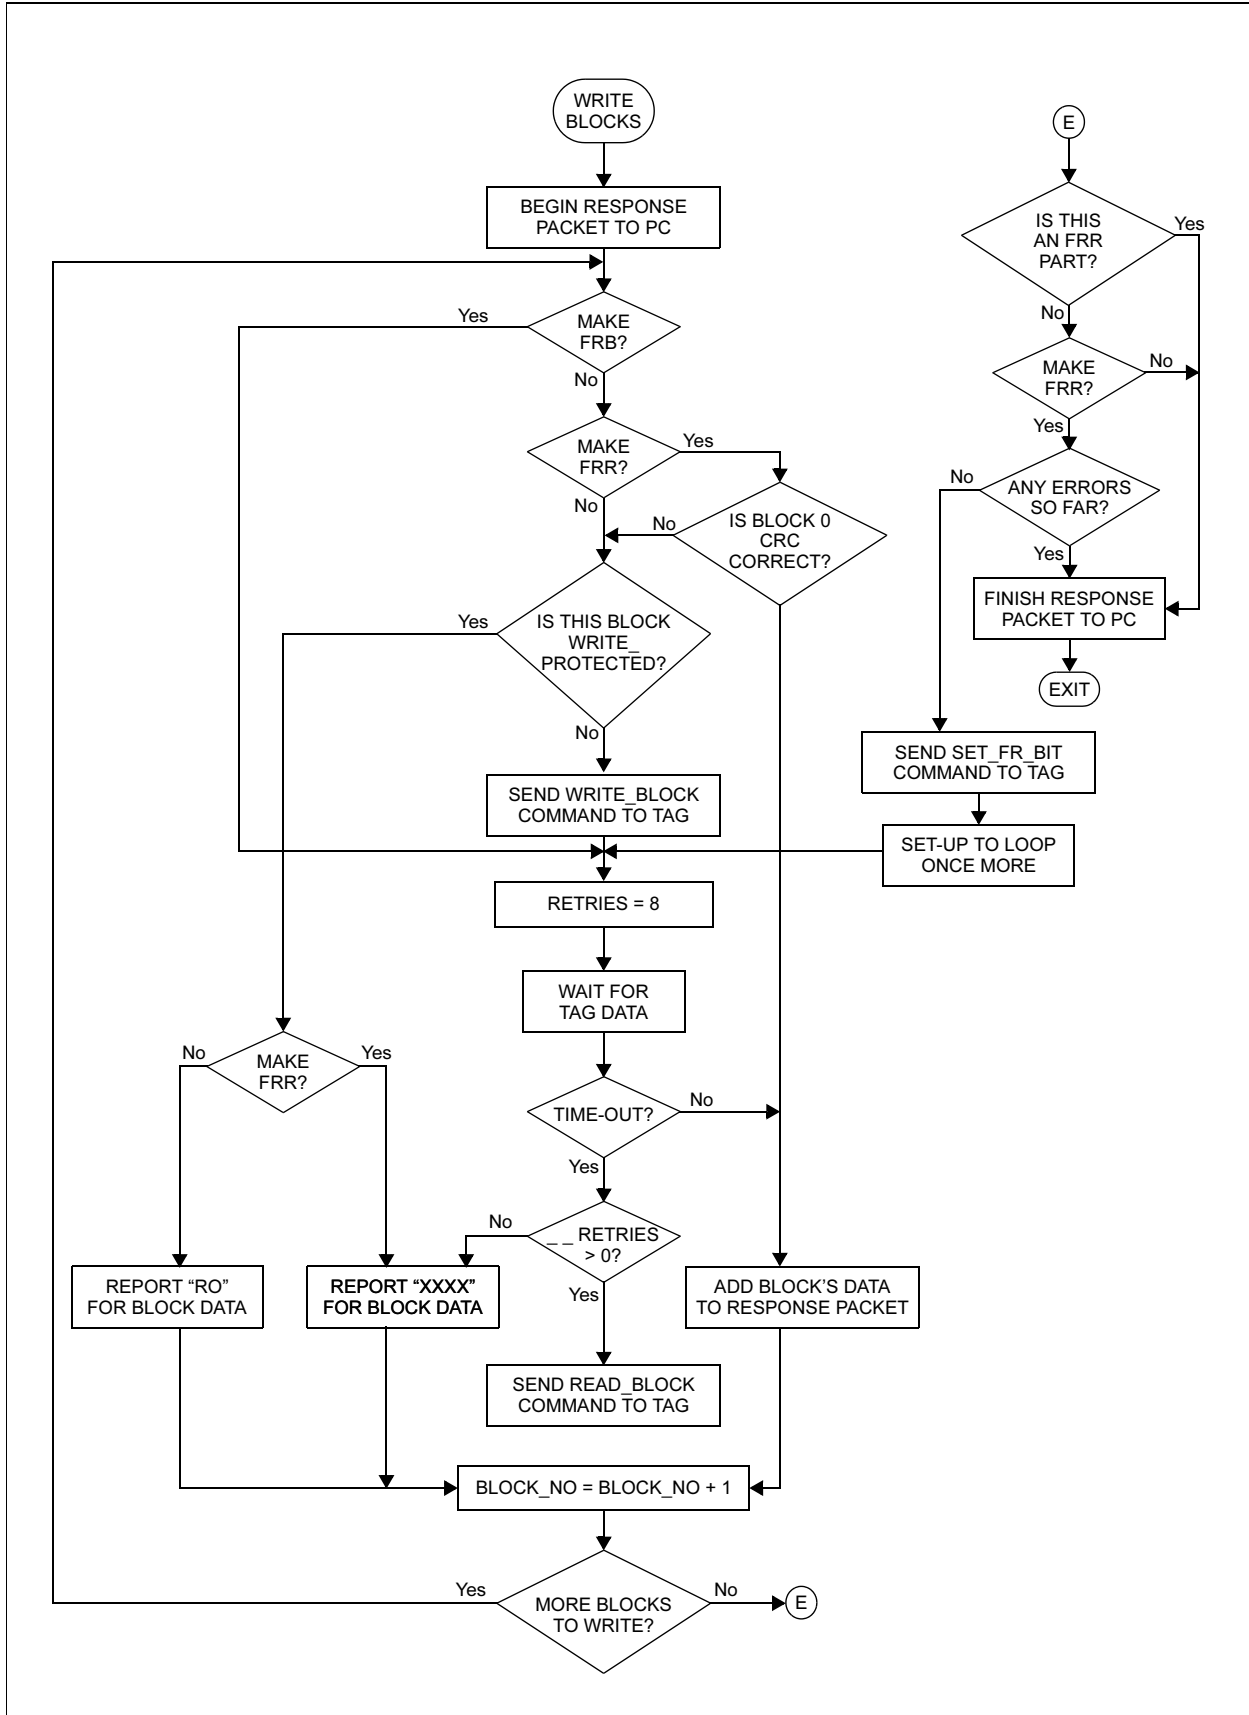 WRITE
BLOCKS
BEGIN RESPONSE
PACKET TO PC
Yes
MAKE
FRB?
No
MAKE
FRR?
Yes
No
No
IS BLOCK 0
CRC
CORRECT?
Yes
IS THIS BLOCK
WRITE_
PROTECTED?
No
SEND WRITE_BLOCK
COMMAND TO TAG
RETRIES = 8
WAIT FOR
TAG DATA
No
MAKE
FRR?
Yes
TIME-OUT?
No
Yes
No
_ _ RETRIES
> 0?
Yes
REPORT “RO”
FOR BLOCK DATA
REPORT “XXXX”
FOR BLOCK DATA
ADD BLOCK’S DATA
TO RESPONSE PACKET
SEND READ_BLOCK
COMMAND TO TAG
BLOCK_NO = BLOCK_NO + 1
Yes
MORE BLOCKS
TO WRITE?
No
E
E
IS THIS
AN FRR
PART?
Yes
No
MAKE
FRR?
No
Yes
No
ANY ERRORS
SO FAR?
Yes
FINISH RESPONSE
PACKET TO PC
EXIT
SEND SET_FR_BIT
COMMAND TO TAG
SET-UP TO LOOP
ONCE MORE